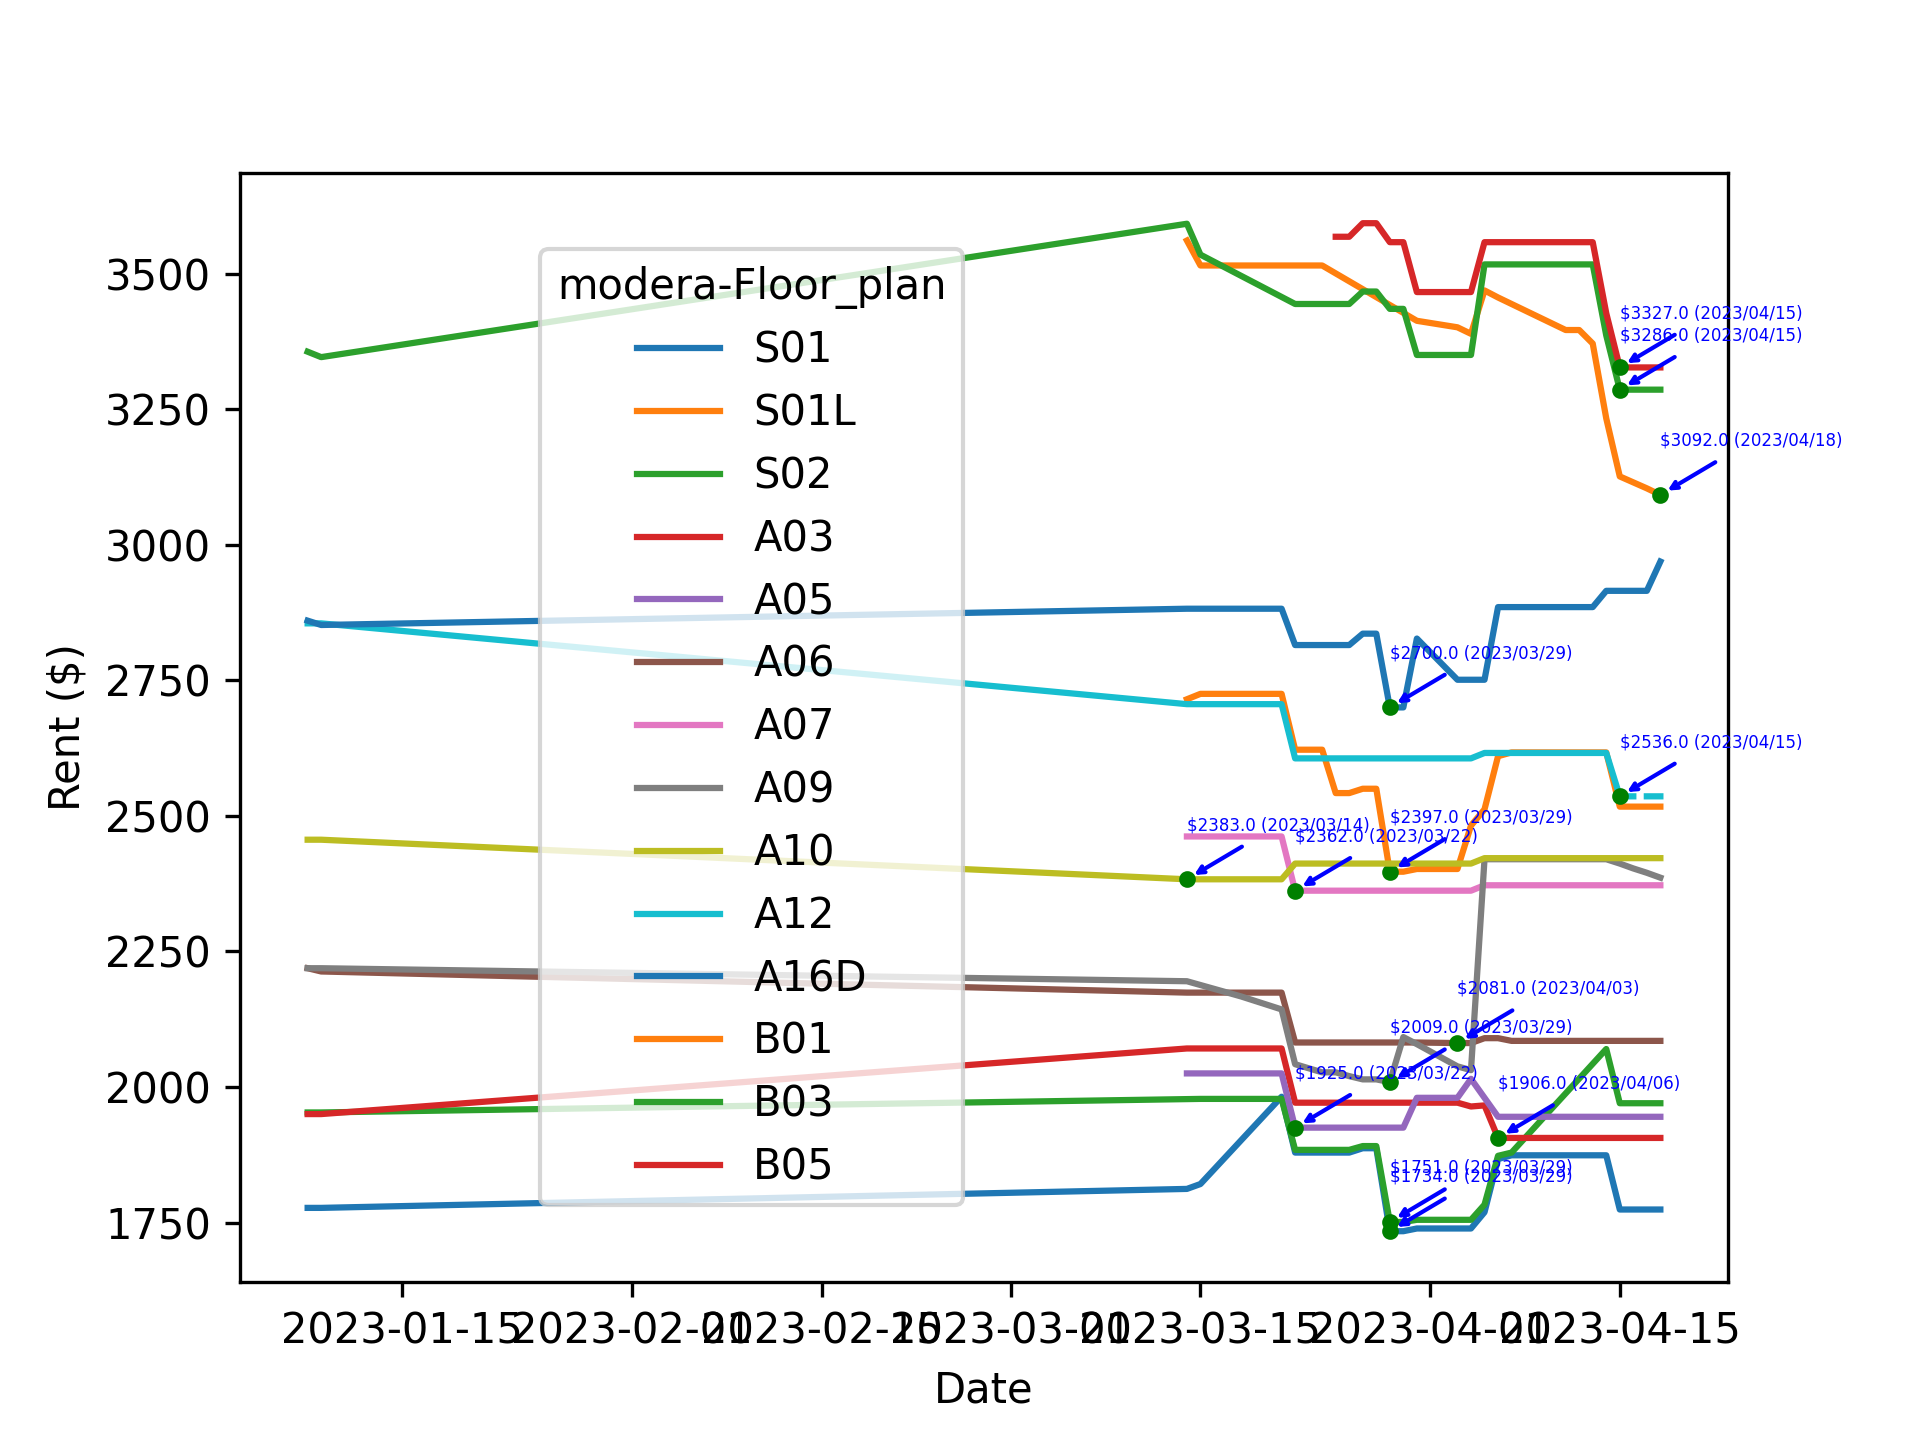 modera-Floor_plan
S01
S01L
S02
A03
A05
A06
A07
A09
A10
A12
A16D
B01
B03
B05
Rent ($)
3500
3250
3000
2750
2500
2250
2000
1750
$3327.0 (2023/04/15)
$3286.0 (2023/04/15)
$3092.0 (2023/04/18)
$2700.0 (2023/03/29)
$2536.0 (2023/04/15)
$2397.0 (2023/03/29)
$2383.0 (2023/03/14)
$2362.0 (2023/03/22)
$2081.0 (2023/04/03)
$2009.0 (2023/03/29)
$1925.0 (2023/03/22)
$1906.0 (2023/04/06)
$1751.0 (2023/03/29)
$1734.0 (2023/03/29)
2023-01-15
2023-02-01
2023-02-15
2023-03-01
2023-03-15
2023-04-01
2023-04-15
Date